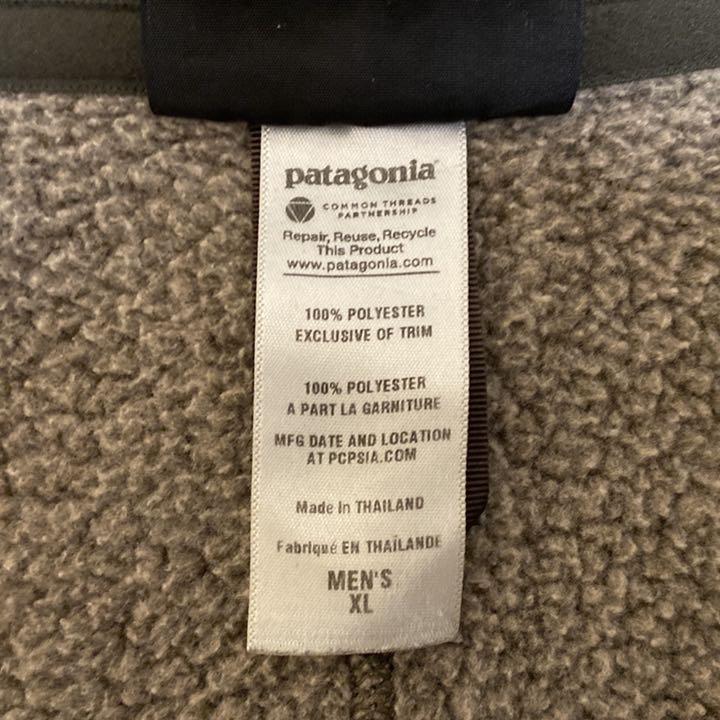 patagonia
COMMON THREADS
PARTNERSHIP
Repair, Reuse, Recycle
This Product
www.patagonia.com
100% POLYESTER
EXCLUSIVE OF TRIM
100% POLYESTER
A PART LA GARNITURE
MFG DATE AND LOCATION
AT PCPSIA.COM
Made In THAILAND
Fabriqué EN THAÏLANDE
MEN'S
XL